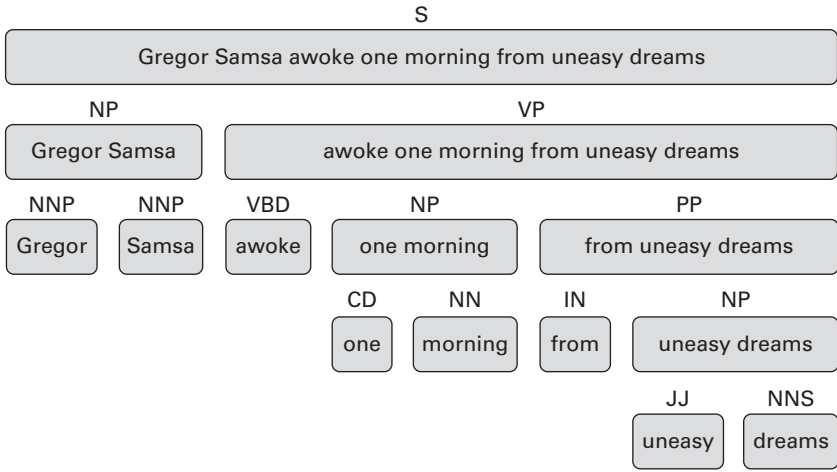 S
Gregor Samsa awoke one morning from uneasy dreams
NP VP
Gregor Samsa awoke one morning from uneasy dreams
NNP NNP VBD NP PP
Gregor Samsa awoke one morning from uneasy dreams
CD NN IN NP
one morning from uneasy dreams
JJ NNS
uneasy dreams